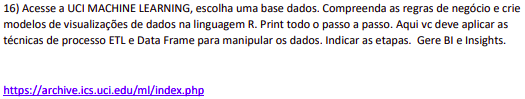 16) Acesse a UCI MACHINE LEARNING, escolha uma base dados. Compreenda as regras de negócio e crie
modelos de visualizações de dados na linguagem R. Print todo o passo a passo. Aqui vc deve aplicar as
técnicas de processo ETL e Data Frame para manipular os dados. Indicar as etapas.  Gere BI e Insights.
https://archive.ics.uci.edu/ml/index.php